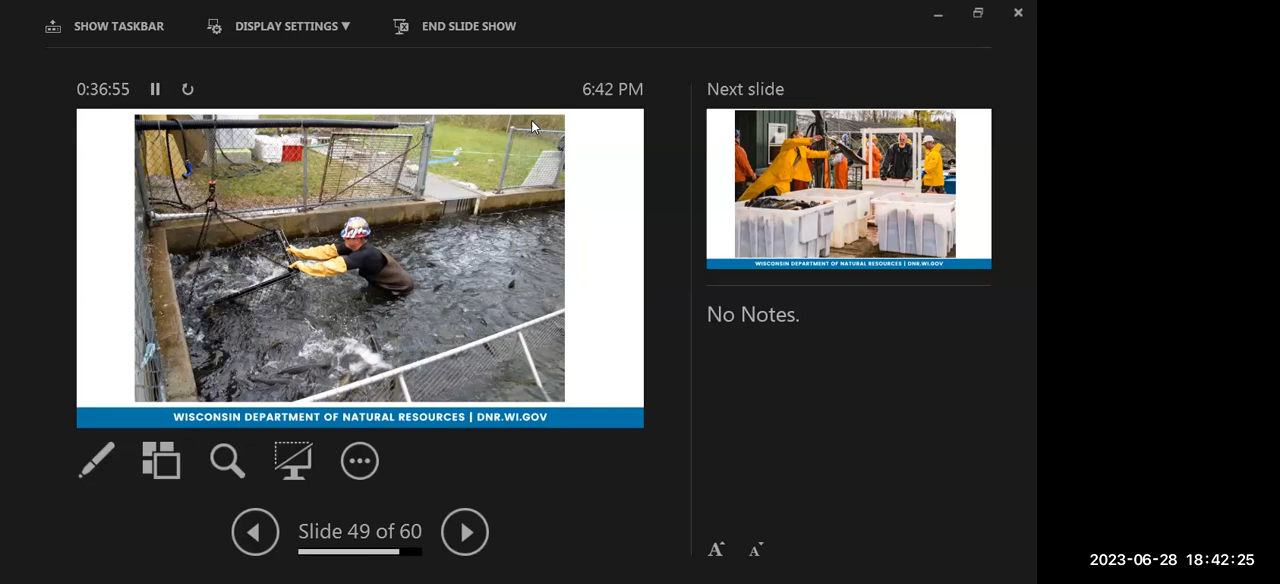 SHOW TASKBAR
DISPLAY SETTINGS ▼
END SLIDE SHOW
0:36:55
6:42 PM
Next slide
WISCONSIN DEPARTMENT OF NATURAL RESOURCES | DNR.WI.GOV
WISCONSIN DEPARTMENT OF NATURAL RESOURCES | DNR.WI.GOV
No Notes.
Slide 49 of 60
A A
2023-06-28 18:42:25